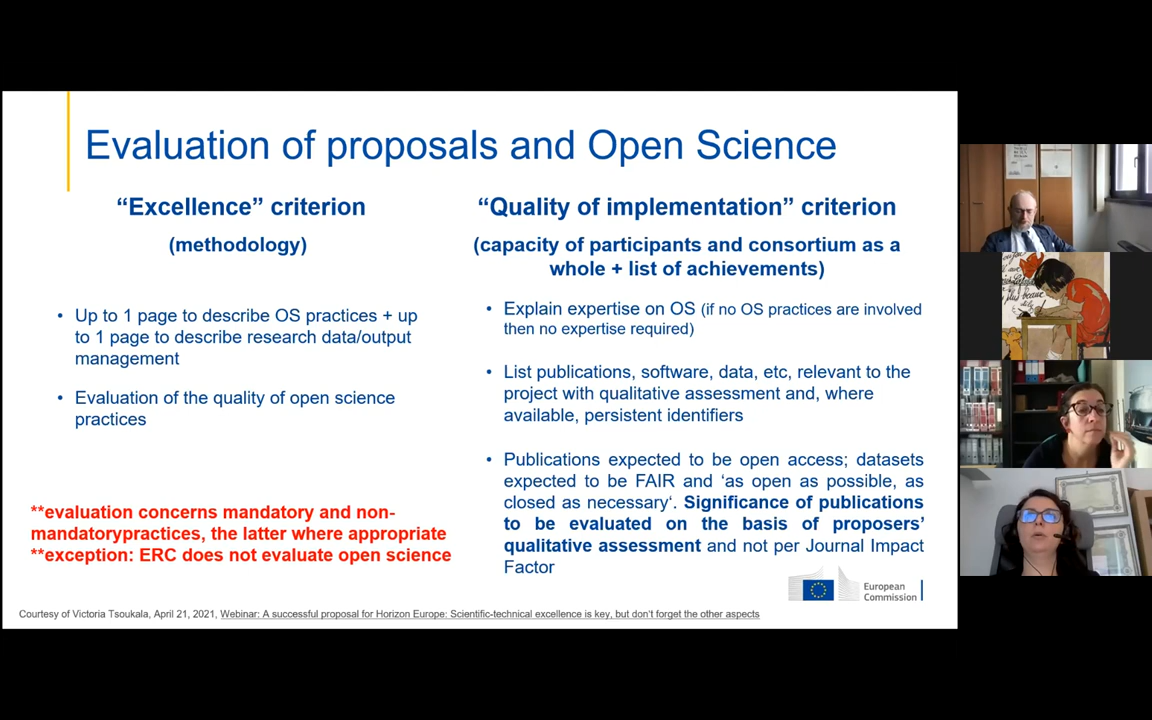 Evaluation of proposals and Open Science
“Excellence” criterion
(methodology)
• Up to 1 page to describe OS practices + up
to 1 page to describe research data/output
management
• Evaluation of the quality of open science
practices
**evaluation concerns mandatory and non-
mandatorypractices, the latter where appropriate
**exception: ERC does not evaluate open science
“Quality of implementation” criterion
(capacity of participants and consortium as a
whole + list of achievements)
• Explain expertise on OS (if no OS practices are involved
then no expertise required)
• List publications, software, data, etc, relevant to the
project with qualitative assessment and, where
available, persistent identifiers
• Publications expected to be open access; datasets
expected to be FAIR and ‘as open as possible, as
closed as necessary‘. Significance of publications
to be evaluated on the basis of proposers’
qualitative assessment and not per Journal Impact
Factor
European
Commission
Courtesy of Victoria Tsoukala, April 21, 2021, Webinar: A successful proposal for Horizon Europe: Scientific-technical excellence is key, but don’t forget the other aspects